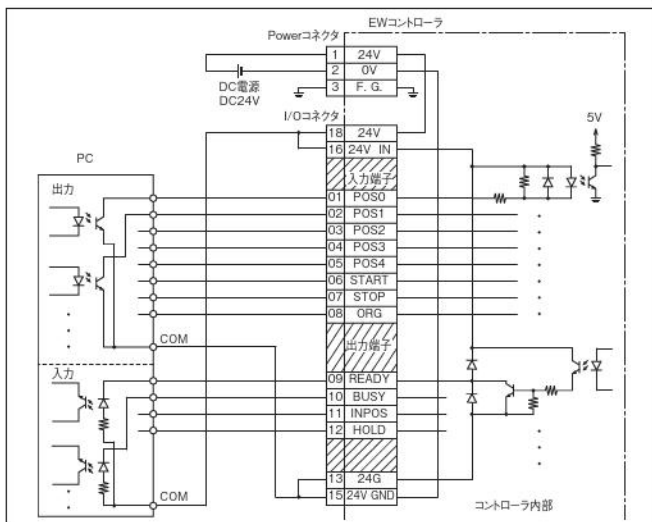 EWコントローラ
Powerコネクタ
1 24V
2 0V
3 F. G.
DC電源
DC24V
I/Oコネクタ
18 24V
16 24V IN
5V
PC
入力端子
出力
01 POS0
02 POS1
03 POS2
04 POS3
05 POS4
06 START
07 STOP
08 ORG
COM
出力端子
入力
09 READY
10 BUSY
11 INPOS
12 HOLD
13 24G
COM
15 24V GND
コントローラ内部